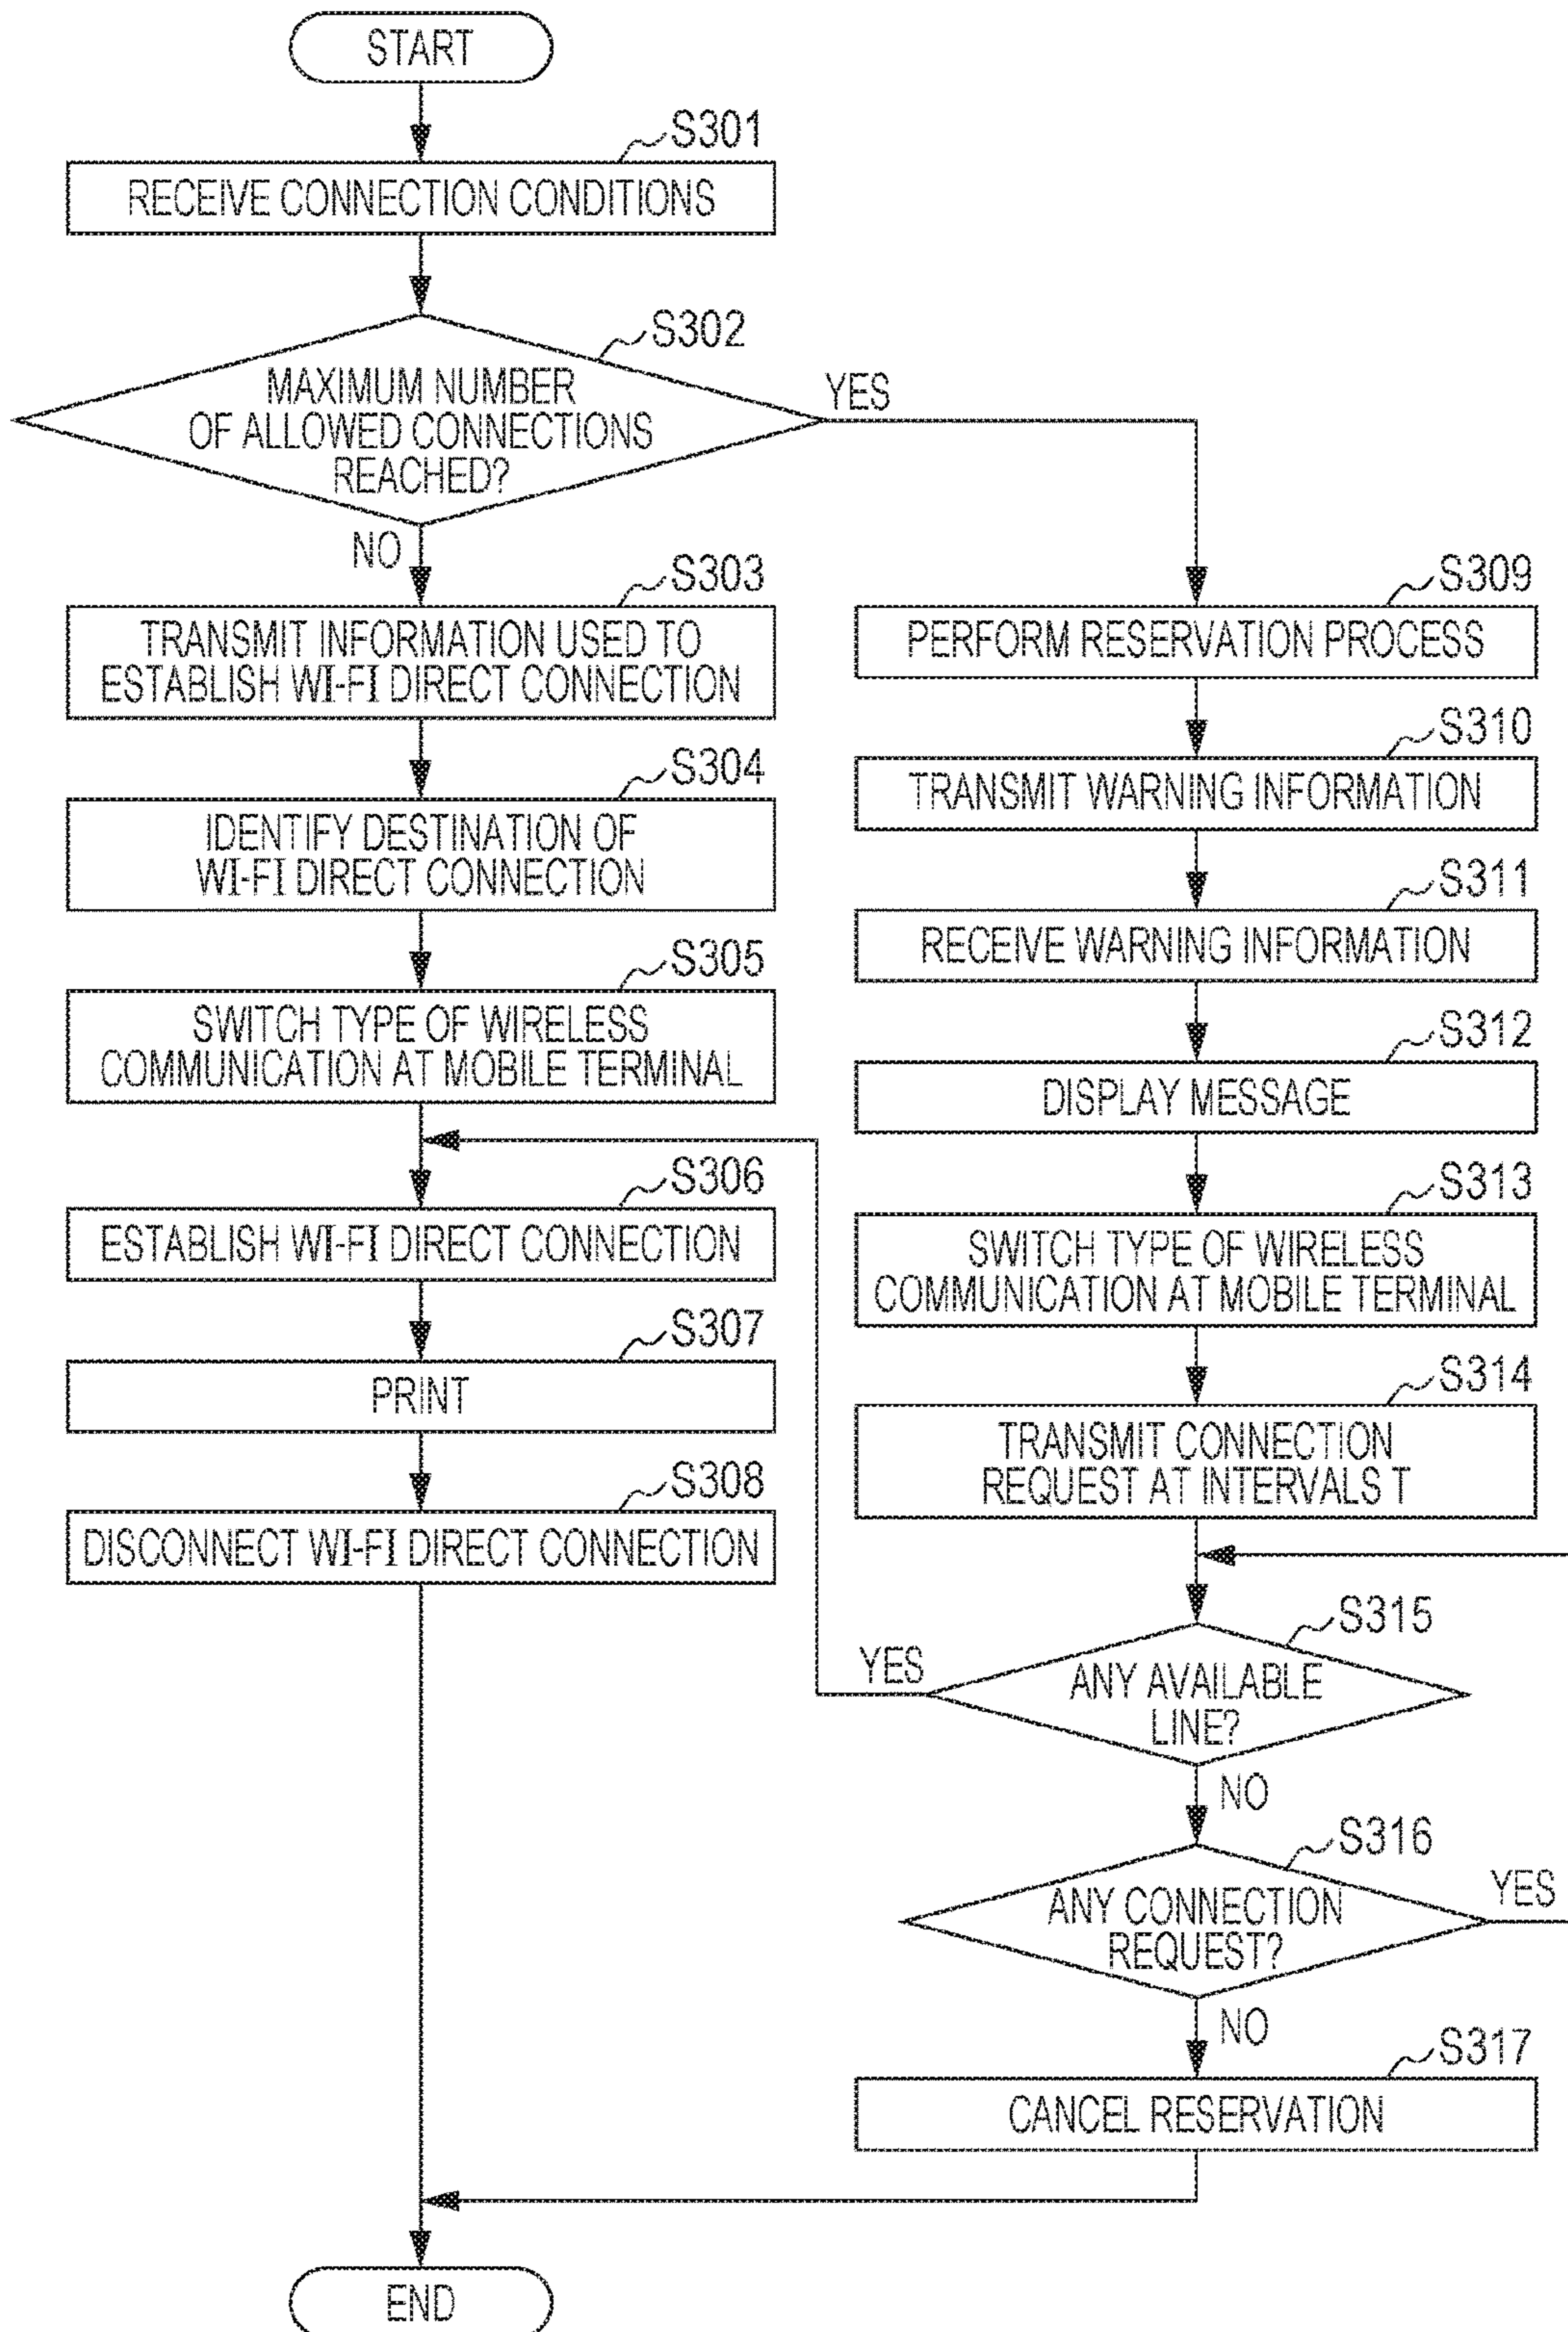 START
S301
RECEIVE CONNECTION CONDITIONS
S302
MAXIMUM NUMBER
OF ALLOWED CONNECTIONS
REACHED?
YES
NO
S303
TRANSMIT INFORMATION USED TO
ESTABLISH WI-FI DIRECT CONNECTION
S304
IDENTIFY DESTINATION OF
WI-FI DIRECT CONNECTION
S305
SWITCH TYPE OF WIRELESS
COMMUNICATION AT MOBILE TERMINAL
S306
ESTABLISH WI-FI DIRECT CONNECTION
S307
PRINT
S308
DISCONNECT WI-FI DIRECT CONNECTION
S309
PERFORM RESERVATION PROCESS
S310
TRANSMIT WARNING INFORMATION
S311
RECEIVE WARNING INFORMATION
S312
DISPLAY MESSAGE
S313
SWITCH TYPE OF WIRELESS
COMMUNICATION AT MOBILE TERMINAL
S314
TRANSMIT CONNECTION
REQUEST AT INTERVALS T
S315
YES
ANY AVAILABLE
LINE?
NO
S316
YES
ANY CONNECTION
REQUEST?
NO
S317
CANCEL RESERVATION
END